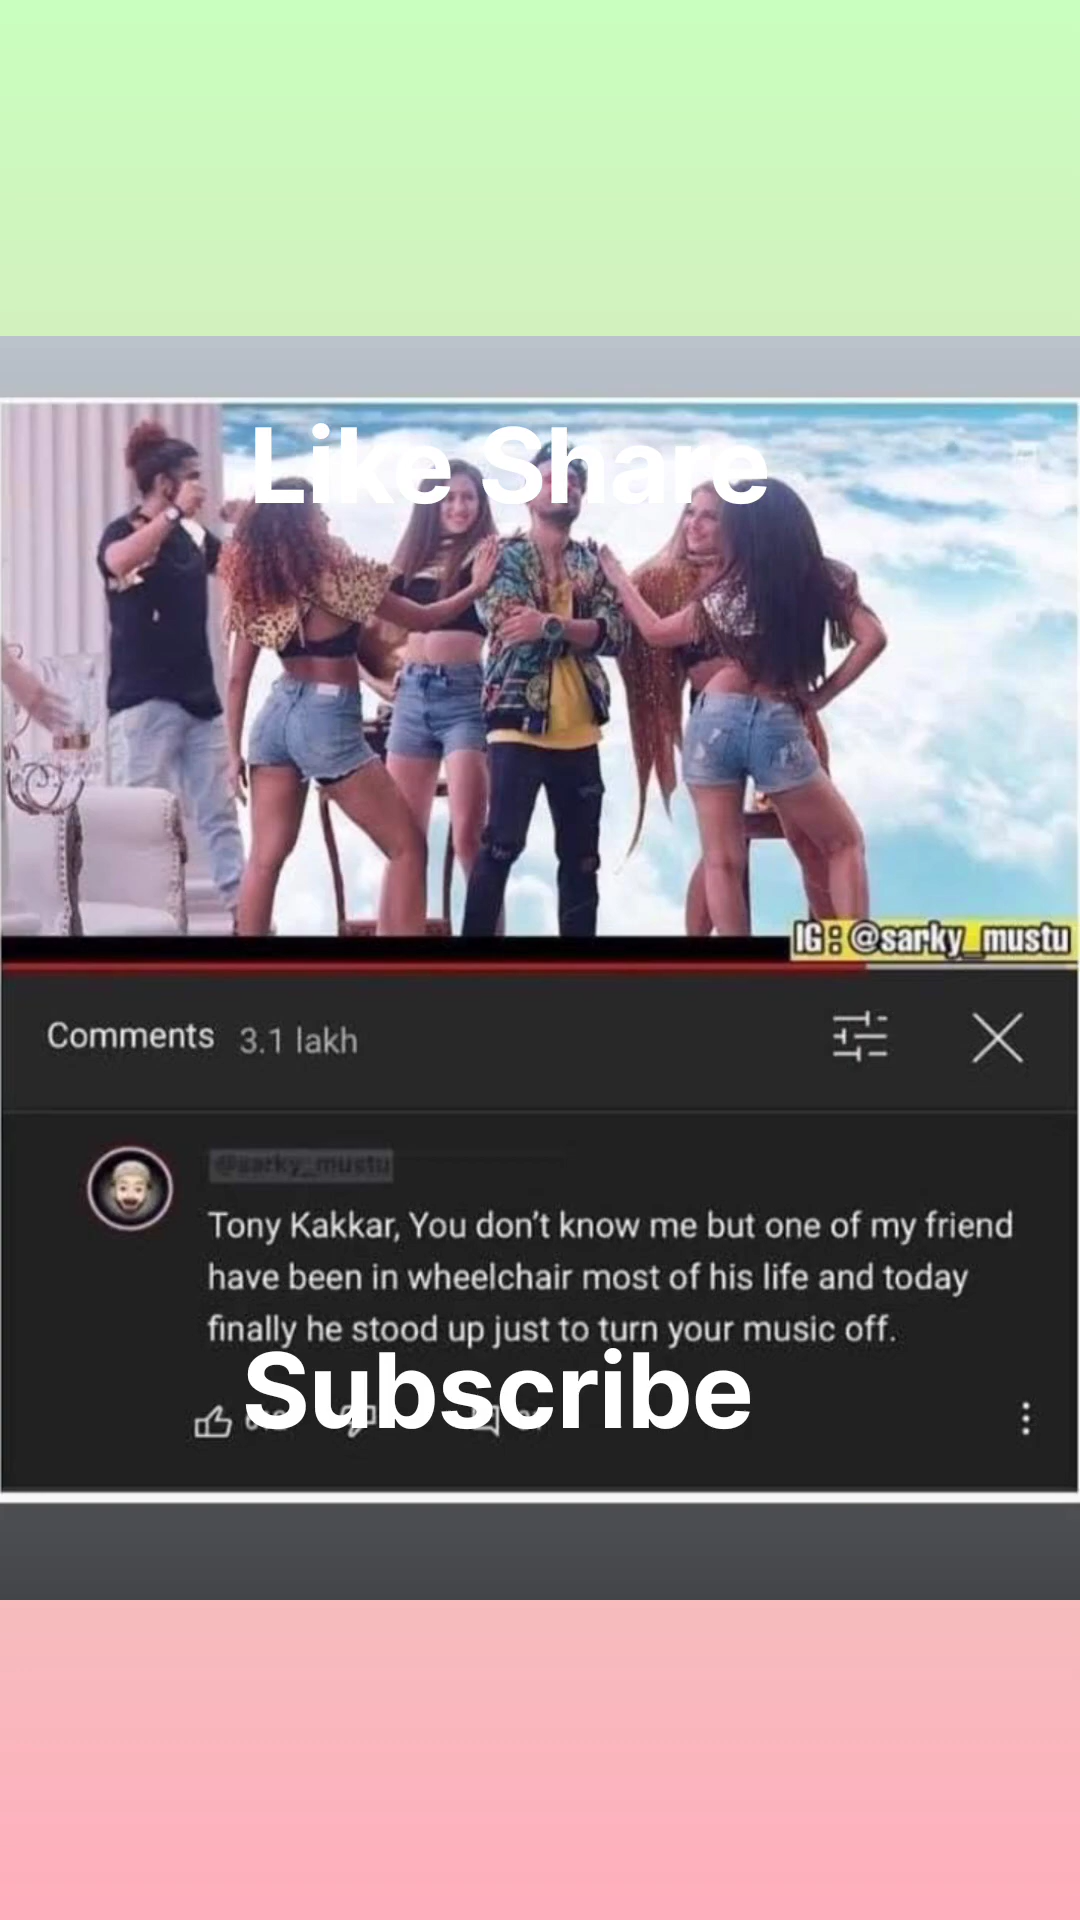 Like Share
IG : @sarky_mustu
Comments 3.1 lakh
@sarky_mustu
Tony Kakkar, You don't know me but one of my friend
have been in wheelchair most of his life and today
finally he stood up just to turn your music off.
Subscribe